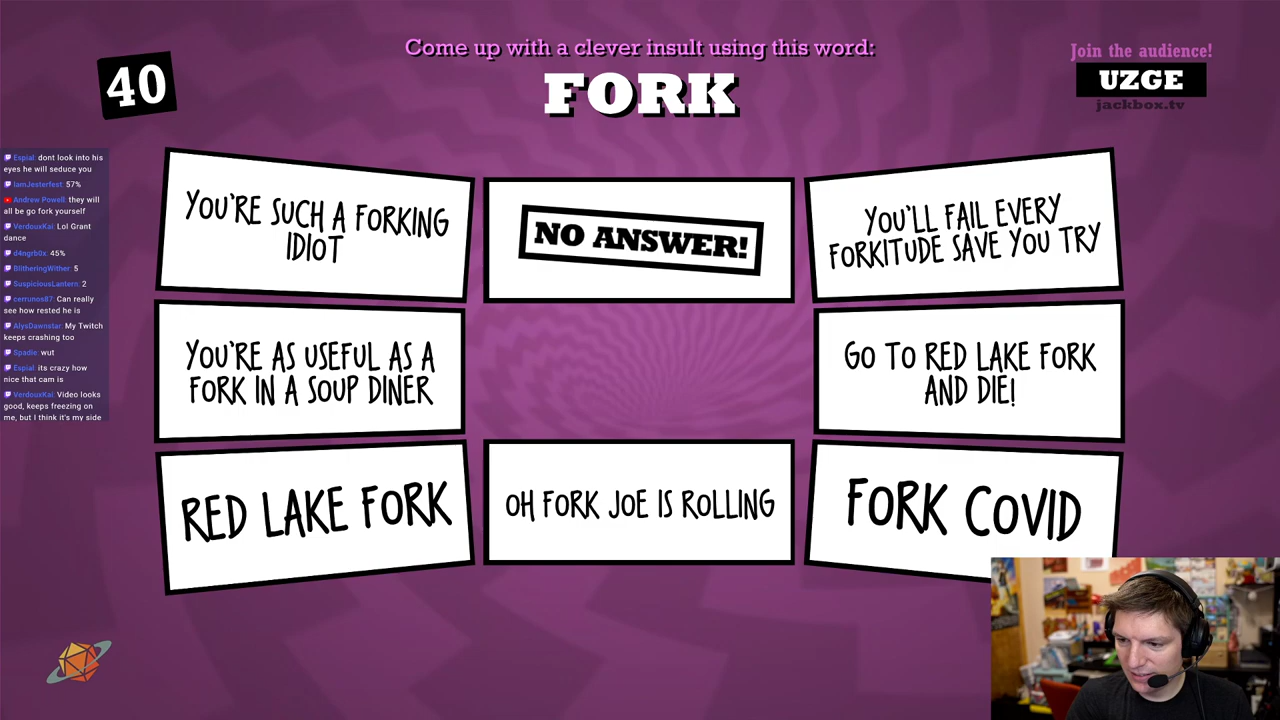 Come up with a clever insult using this word:
FORK
40
Join the audience!
UZGE
jackbox.tv
Espial: dont look into his
eyes he will seduce you
IamJesterfest: 57%
Andrew Powell: they will
all be go fork yourself
VerdouxKai: Lol Grant
dance
d4ngrb0x: 45%
BlitheringWither: 5
SuspiciousLantern: 2
cerrunos87: Can really
see how rested he is
AlysDawnstar: My Twitch
keeps crashing too
Spadie: wut
Espial: its crazy how
nice that cam is
VerdouxKai: Video looks
good, keeps freezing on
me, but I think it's my side
YOU'RE SUCH A FORKING
IDIOT
NO ANSWER!
YOU'LL FAIL EVERY
FORKITUDE SAVE YOU TRY
YOU'RE AS USEFUL AS A
FORK IN A SOUP DINER
GO TO RED LAKE FORK
AND DIE!
RED LAKE FORK
OH FORK JOE IS ROLLING
FORK COVID